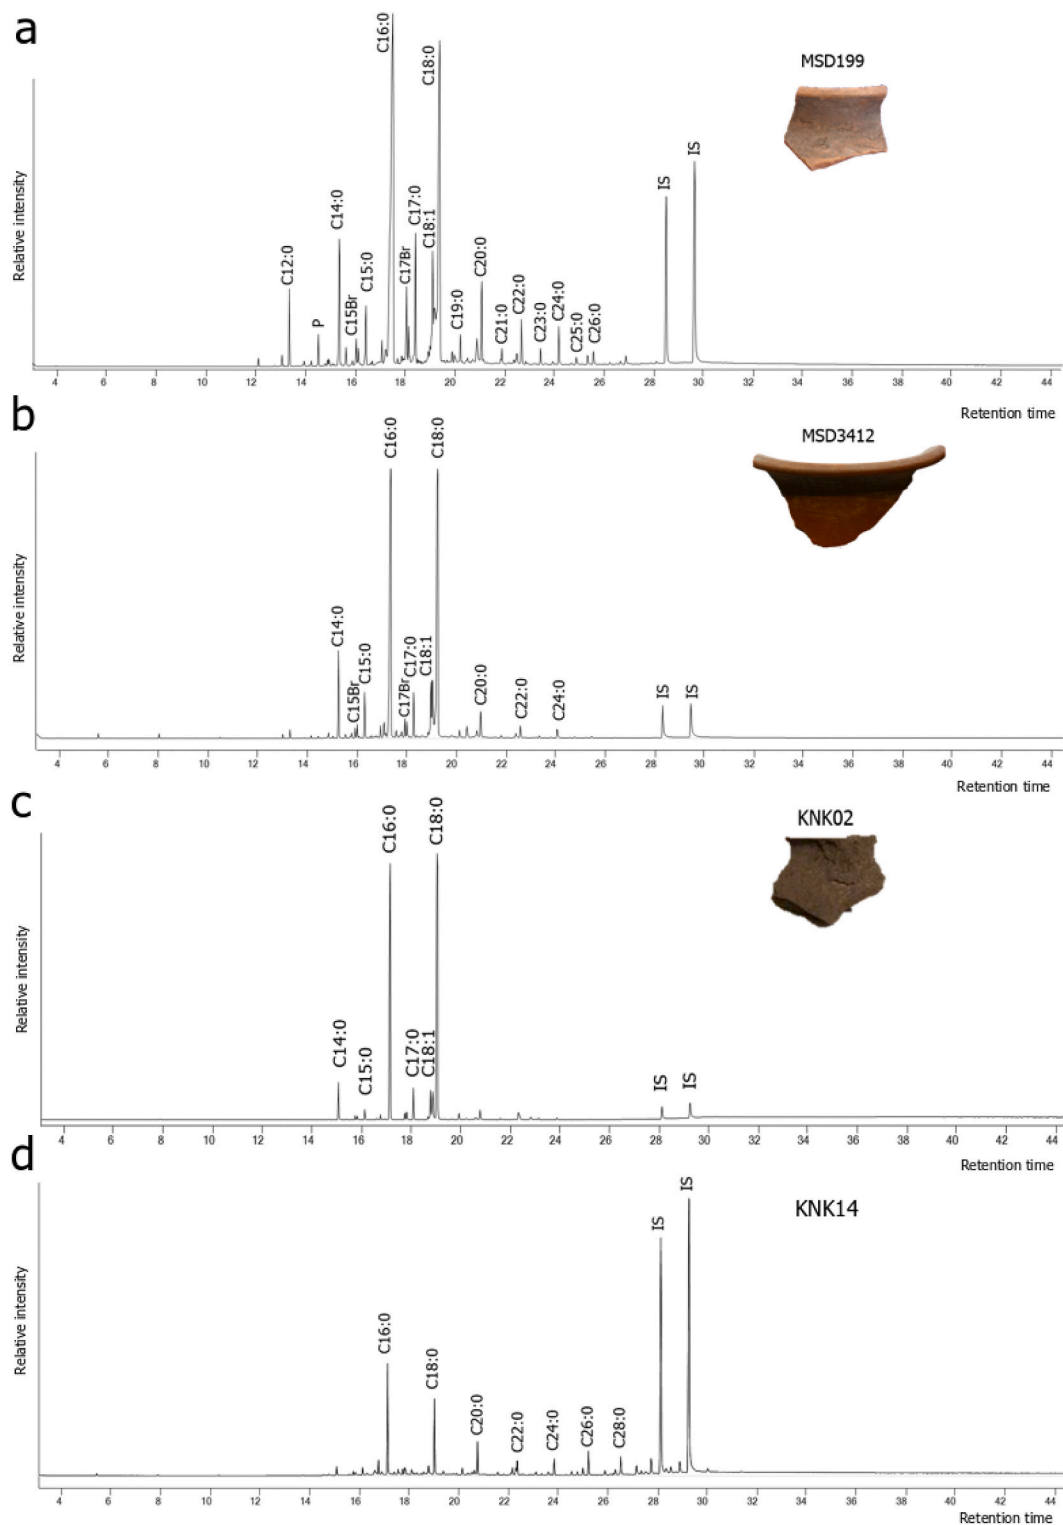 a
MSD199
Relative intensity
C12:0
P
C14:0
C15Br
C15:0
C16:0
C17Br
C17:0
C18:1
C18:0
C19:0
C20:0
C21:0
C22:0
C23:0
C24:0
C25:0
C26:0
IS
IS
4 6 8 10 12 14 16 18 20 22 24 26 28 30 32 34 36 38 40 42 44
Retention time
b
MSD3412
Relative intensity
C14:0
C15Br
C15:0
C16:0
C17Br
C17:0
C18:1
C18:0
C20:0
C22:0
C24:0
IS
IS
4 6 8 10 12 14 16 18 20 22 24 26 28 30 32 34 36 38 40 42 44
Retention time
c
KNK02
Relative intensity
C14:0
C15:0
C16:0
C17:0
C18:1
C18:0
IS
IS
4 6 8 10 12 14 16 18 20 22 24 26 28 30 32 34 36 38 40 42 44
Retention time
d
KNK14
Relative intensity
C16:0
C18:0
C20:0
C22:0
C24:0
C26:0
C28:0
IS
IS
4 6 8 10 12 14 16 18 20 22 24 26 28 30 32 34 36 38 40 42 44
Retention time